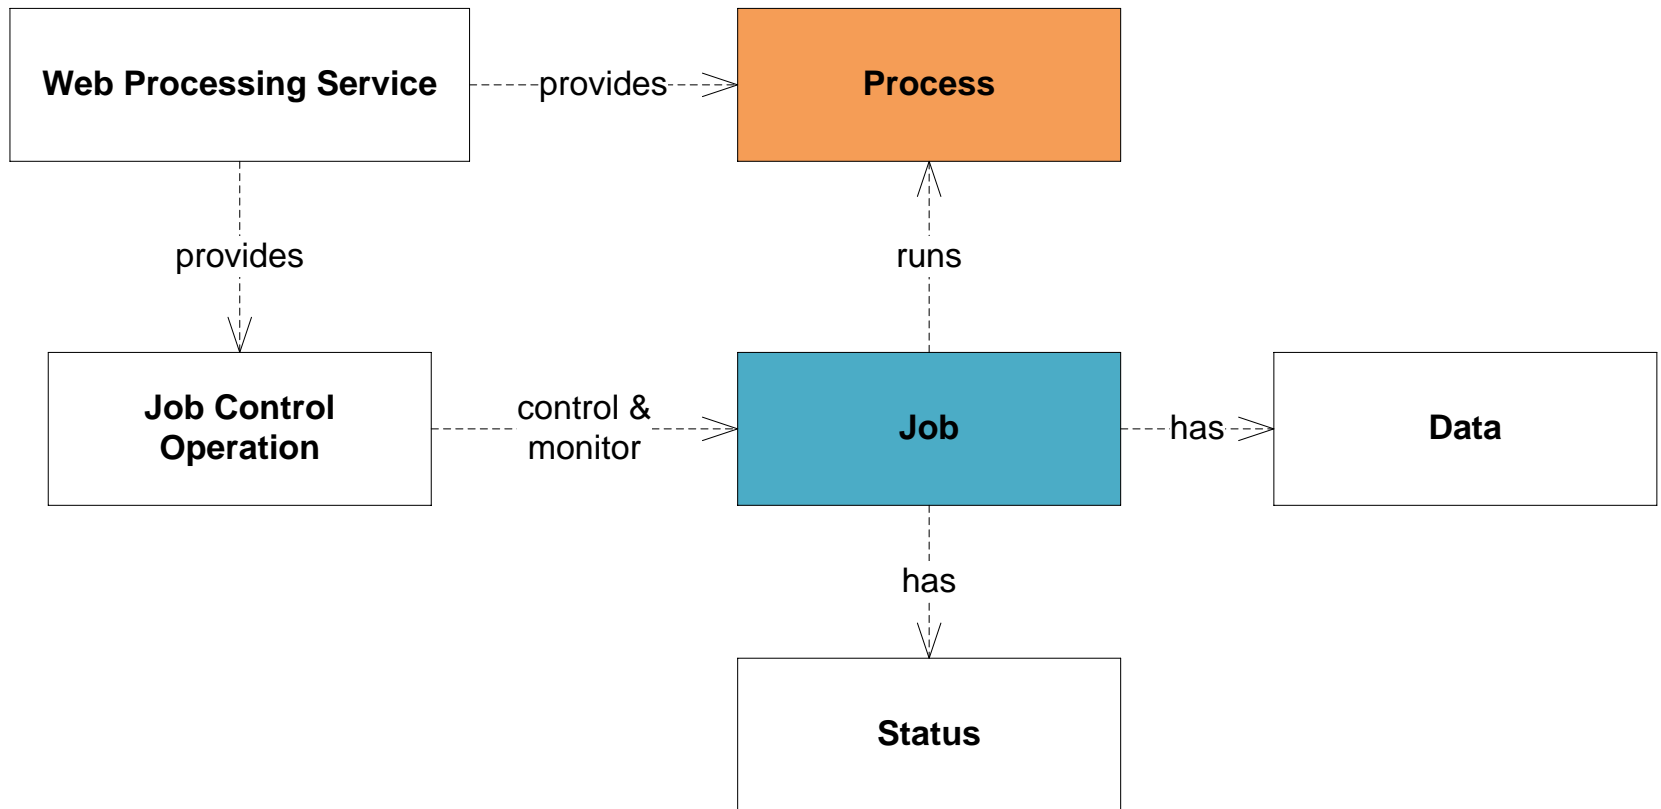 Web Processing Service
provides
Process
provides
runs
Job Control
Operation
control &
monitor
Job
has
Data
has
Status